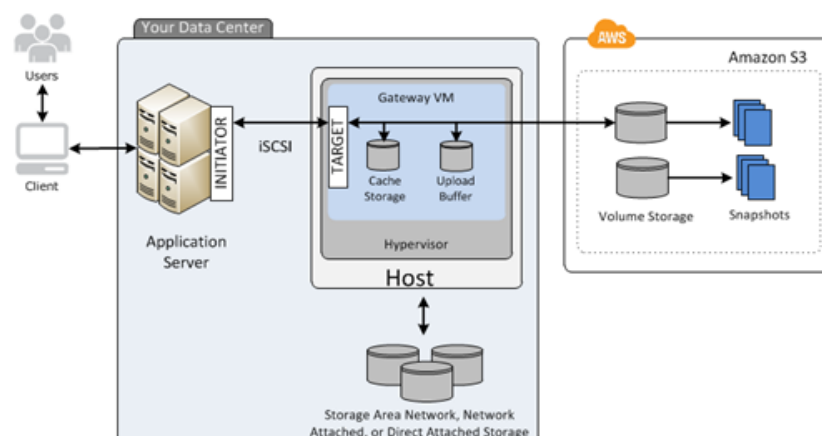 Your Data Center
AWS
Users
Client
Application
Server
INITIATOR
iSCSI
TARGET
Gateway VM
Cache
Storage
Upload
Buffer
Hypervisor
Host
Storage Area Network, Network
Attached, or Direct Attached Storage
Amazon S3
Volume Storage
Snapshots